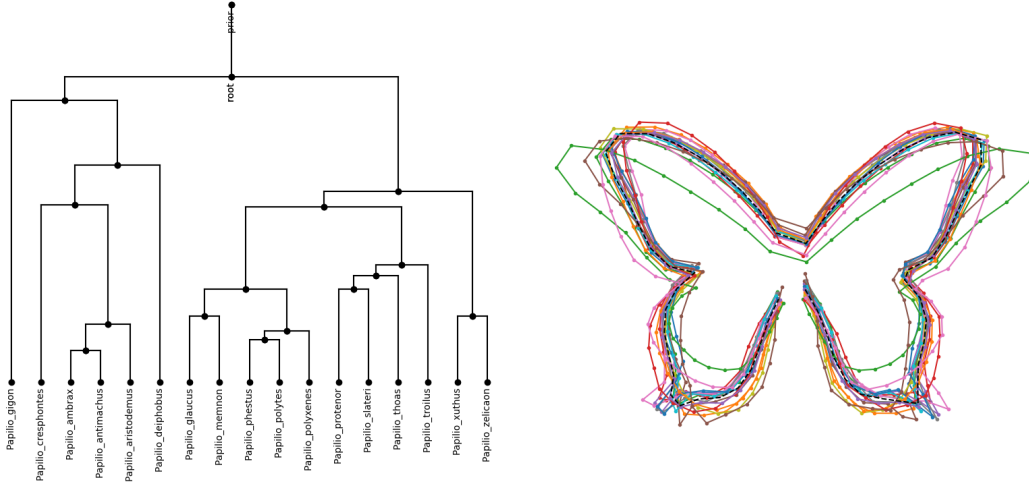 prior
root
Papilio_gigon
Papilio_cresphontes
Papilio_ambrax
Papilio_antimachus
Papilio_aristodemus
Papilio_deiphobus
Papilio_glaucus
Papilio_memnon
Papilio_phestus
Papilio_polytes
Papilio_polyxenes
Papilio_protenor
Papilio_slateri
Papilio_thoas
Papilio_troilus
Papilio_xuthus
Papilio_zelicaon